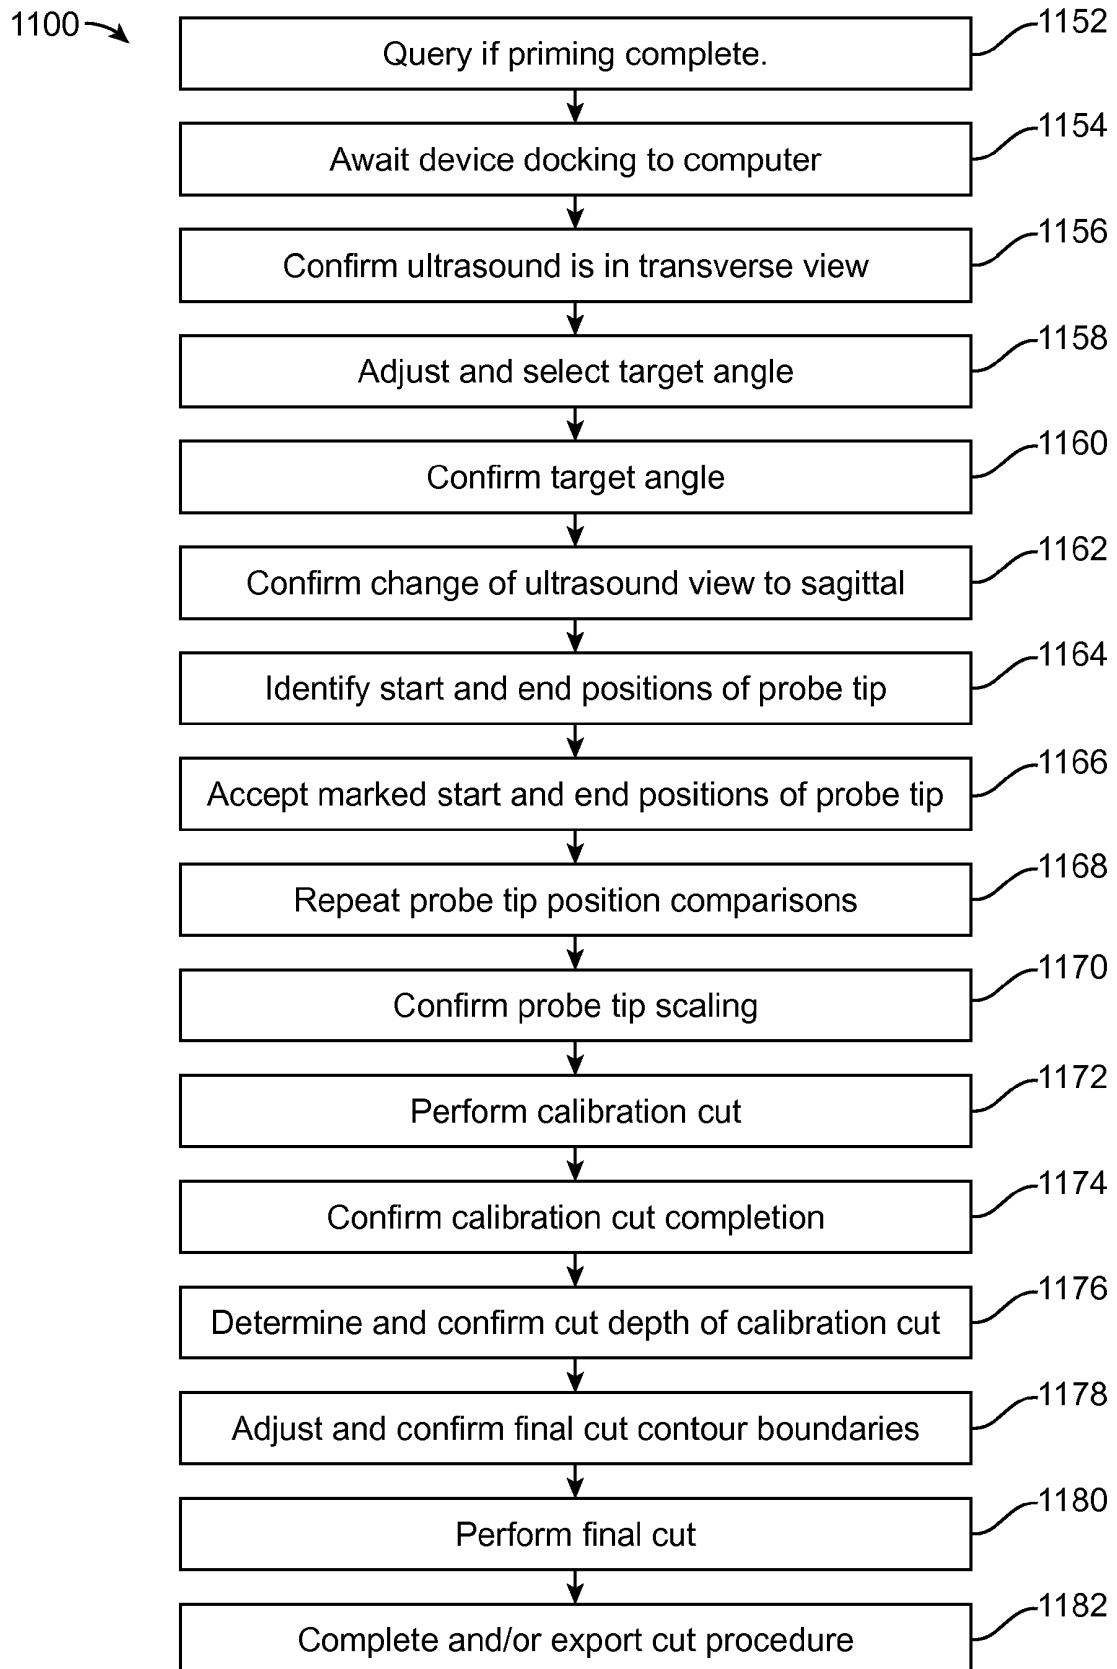 1100
1152
Query if priming complete.
1154
Await device docking to computer
1156
Confirm ultrasound is in transverse view
1158
Adjust and select target angle
1160
Confirm target angle
1162
Confirm change of ultrasound view to sagittal
1164
Identify start and end positions of probe tip
1166
Accept marked start and end positions of probe tip
1168
Repeat probe tip position comparisons
1170
Confirm probe tip scaling
1172
Perform calibration cut
1174
Confirm calibration cut completion
1176
Determine and confirm cut depth of calibration cut
1178
Adjust and confirm final cut contour boundaries
1180
Perform final cut
1182
Complete and/or export cut procedure